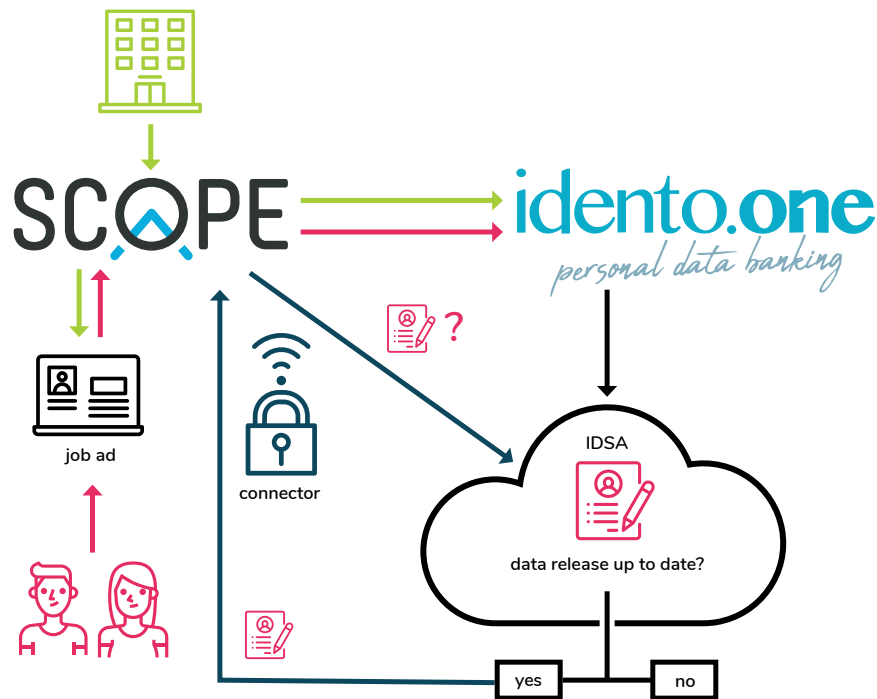 SCOPE
idento.one
personal data banking
?
job ad
connector
IDSA
data release up to date?
yes
no